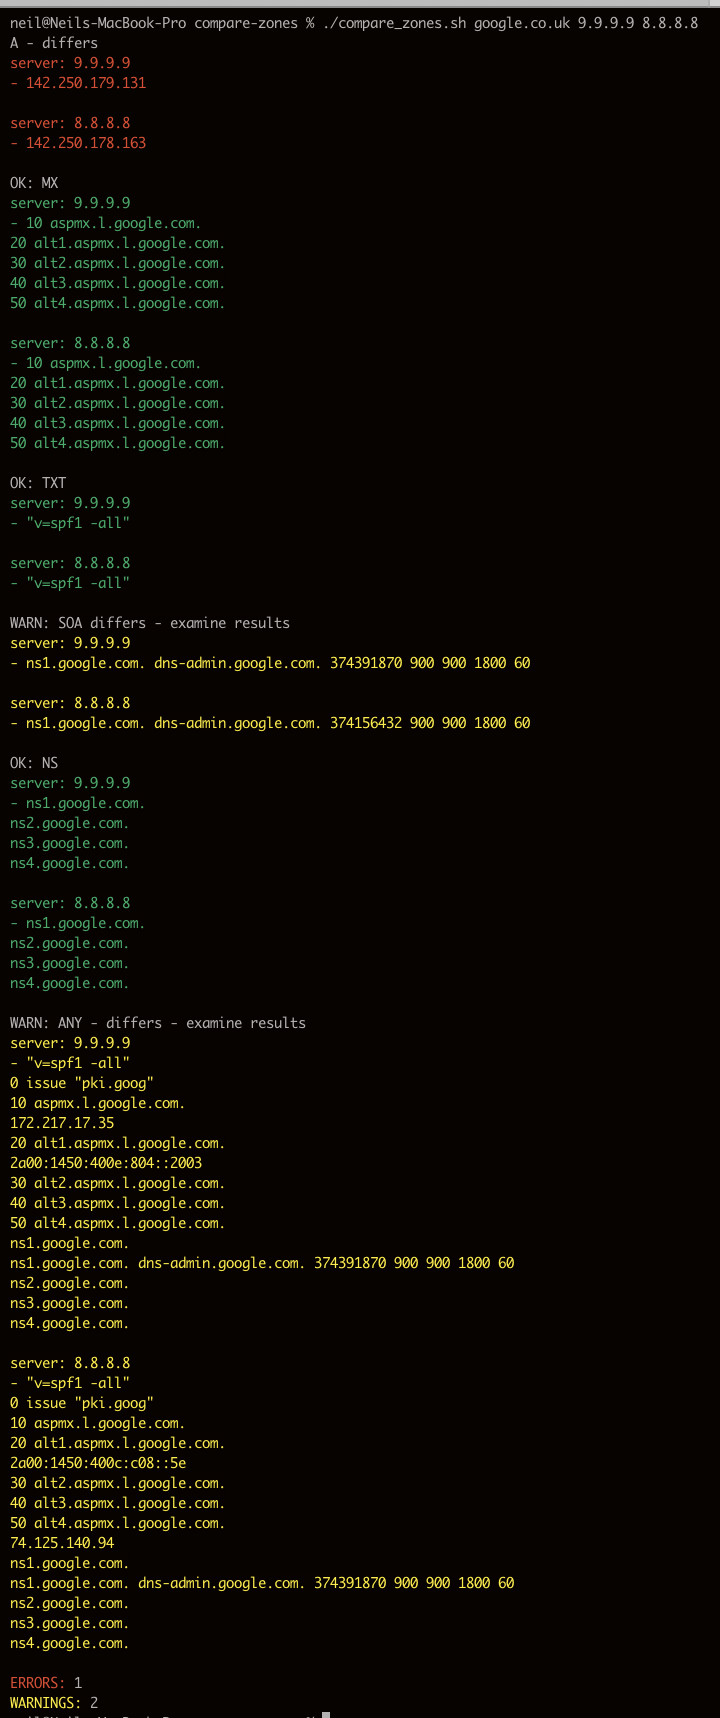 neil@Neils-MacBook-Pro compare-zones % ./compare_zones.sh google.co.uk 9.9.9.9 8.8.8.8
A - differs
server: 9.9.9.9
- 142.250.179.131

server: 8.8.8.8
- 142.250.178.163

OK: MX
server: 9.9.9.9
- 10 aspmx.l.google.com.
20 alt1.aspmx.l.google.com.
30 alt2.aspmx.l.google.com.
40 alt3.aspmx.l.google.com.
50 alt4.aspmx.l.google.com.

server: 8.8.8.8
- 10 aspmx.l.google.com.
20 alt1.aspmx.l.google.com.
30 alt2.aspmx.l.google.com.
40 alt3.aspmx.l.google.com.
50 alt4.aspmx.l.google.com.

OK: TXT
server: 9.9.9.9
- "v=spf1 -all"

server: 8.8.8.8
- "v=spf1 -all"

WARN: SOA differs - examine results
server: 9.9.9.9
- ns1.google.com. dns-admin.google.com. 374391870 900 900 1800 60

server: 8.8.8.8
- ns1.google.com. dns-admin.google.com. 374156432 900 900 1800 60

OK: NS
server: 9.9.9.9
- ns1.google.com.
ns2.google.com.
ns3.google.com.
ns4.google.com.

server: 8.8.8.8
- ns1.google.com.
ns2.google.com.
ns3.google.com.
ns4.google.com.

WARN: ANY - differs - examine results
server: 9.9.9.9
- "v=spf1 -all"
0 issue "pki.goog"
10 aspmx.l.google.com.
172.217.17.35
20 alt1.aspmx.l.google.com.
2a00:1450:400e:804::2003
30 alt2.aspmx.l.google.com.
40 alt3.aspmx.l.google.com.
50 alt4.aspmx.l.google.com.
ns1.google.com.
ns1.google.com. dns-admin.google.com. 374391870 900 900 1800 60
ns2.google.com.
ns3.google.com.
ns4.google.com.

server: 8.8.8.8
- "v=spf1 -all"
0 issue "pki.goog"
10 aspmx.l.google.com.
20 alt1.aspmx.l.google.com.
2a00:1450:400c:c08::5e
30 alt2.aspmx.l.google.com.
40 alt3.aspmx.l.google.com.
50 alt4.aspmx.l.google.com.
74.125.140.94
ns1.google.com.
ns1.google.com. dns-admin.google.com. 374391870 900 900 1800 60
ns2.google.com.
ns3.google.com.
ns4.google.com.

ERRORS: 1
WARNINGS: 2